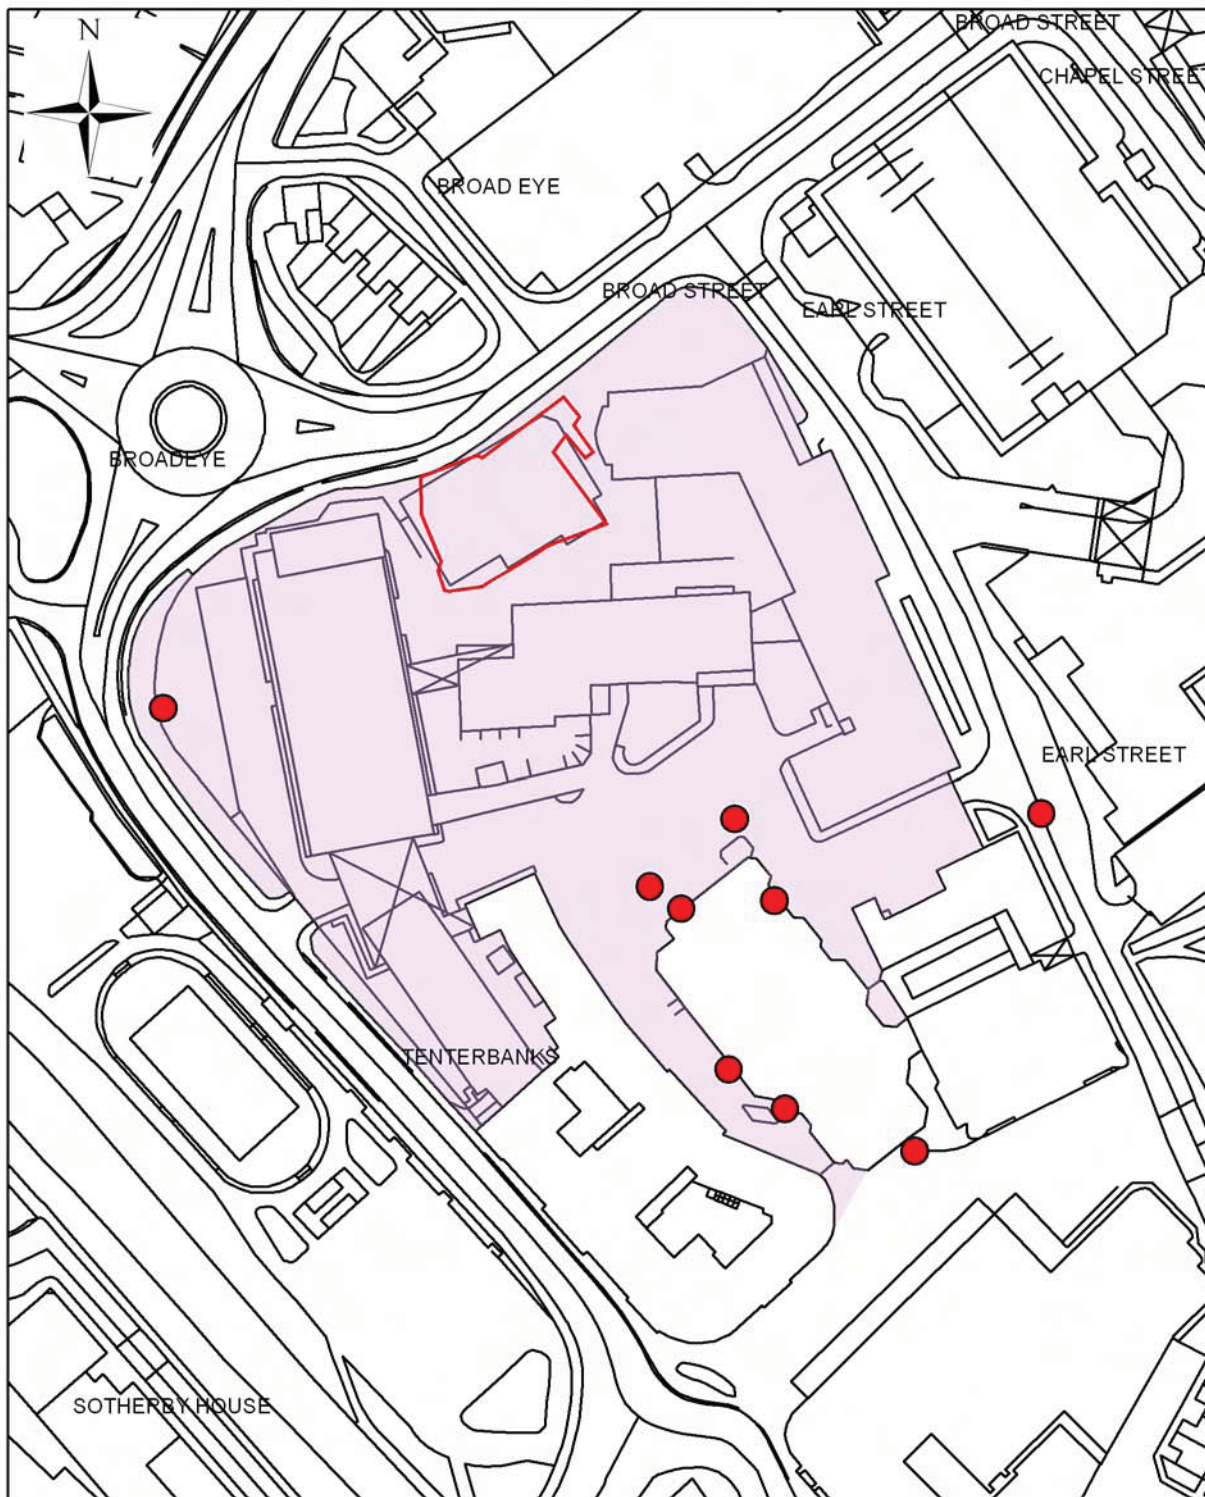 BROAD STREET
N
CHAPEL STREET
BROAD EYE
BROAD STREET
EARL STREET
BROADEYE
EARL STREET
TENTERBANKS
SOTHERBY HOUSE